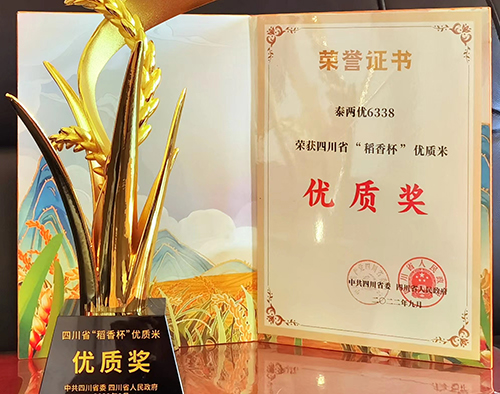 荣誉证书
泰两优6338
荣获四川省“稻香杯”优质米
优质奖
中共四川省委 四川省人民政府
二〇二二年九月
四川省“稻香杯”优质米
优质奖
中共四川省委 四川省人民政府